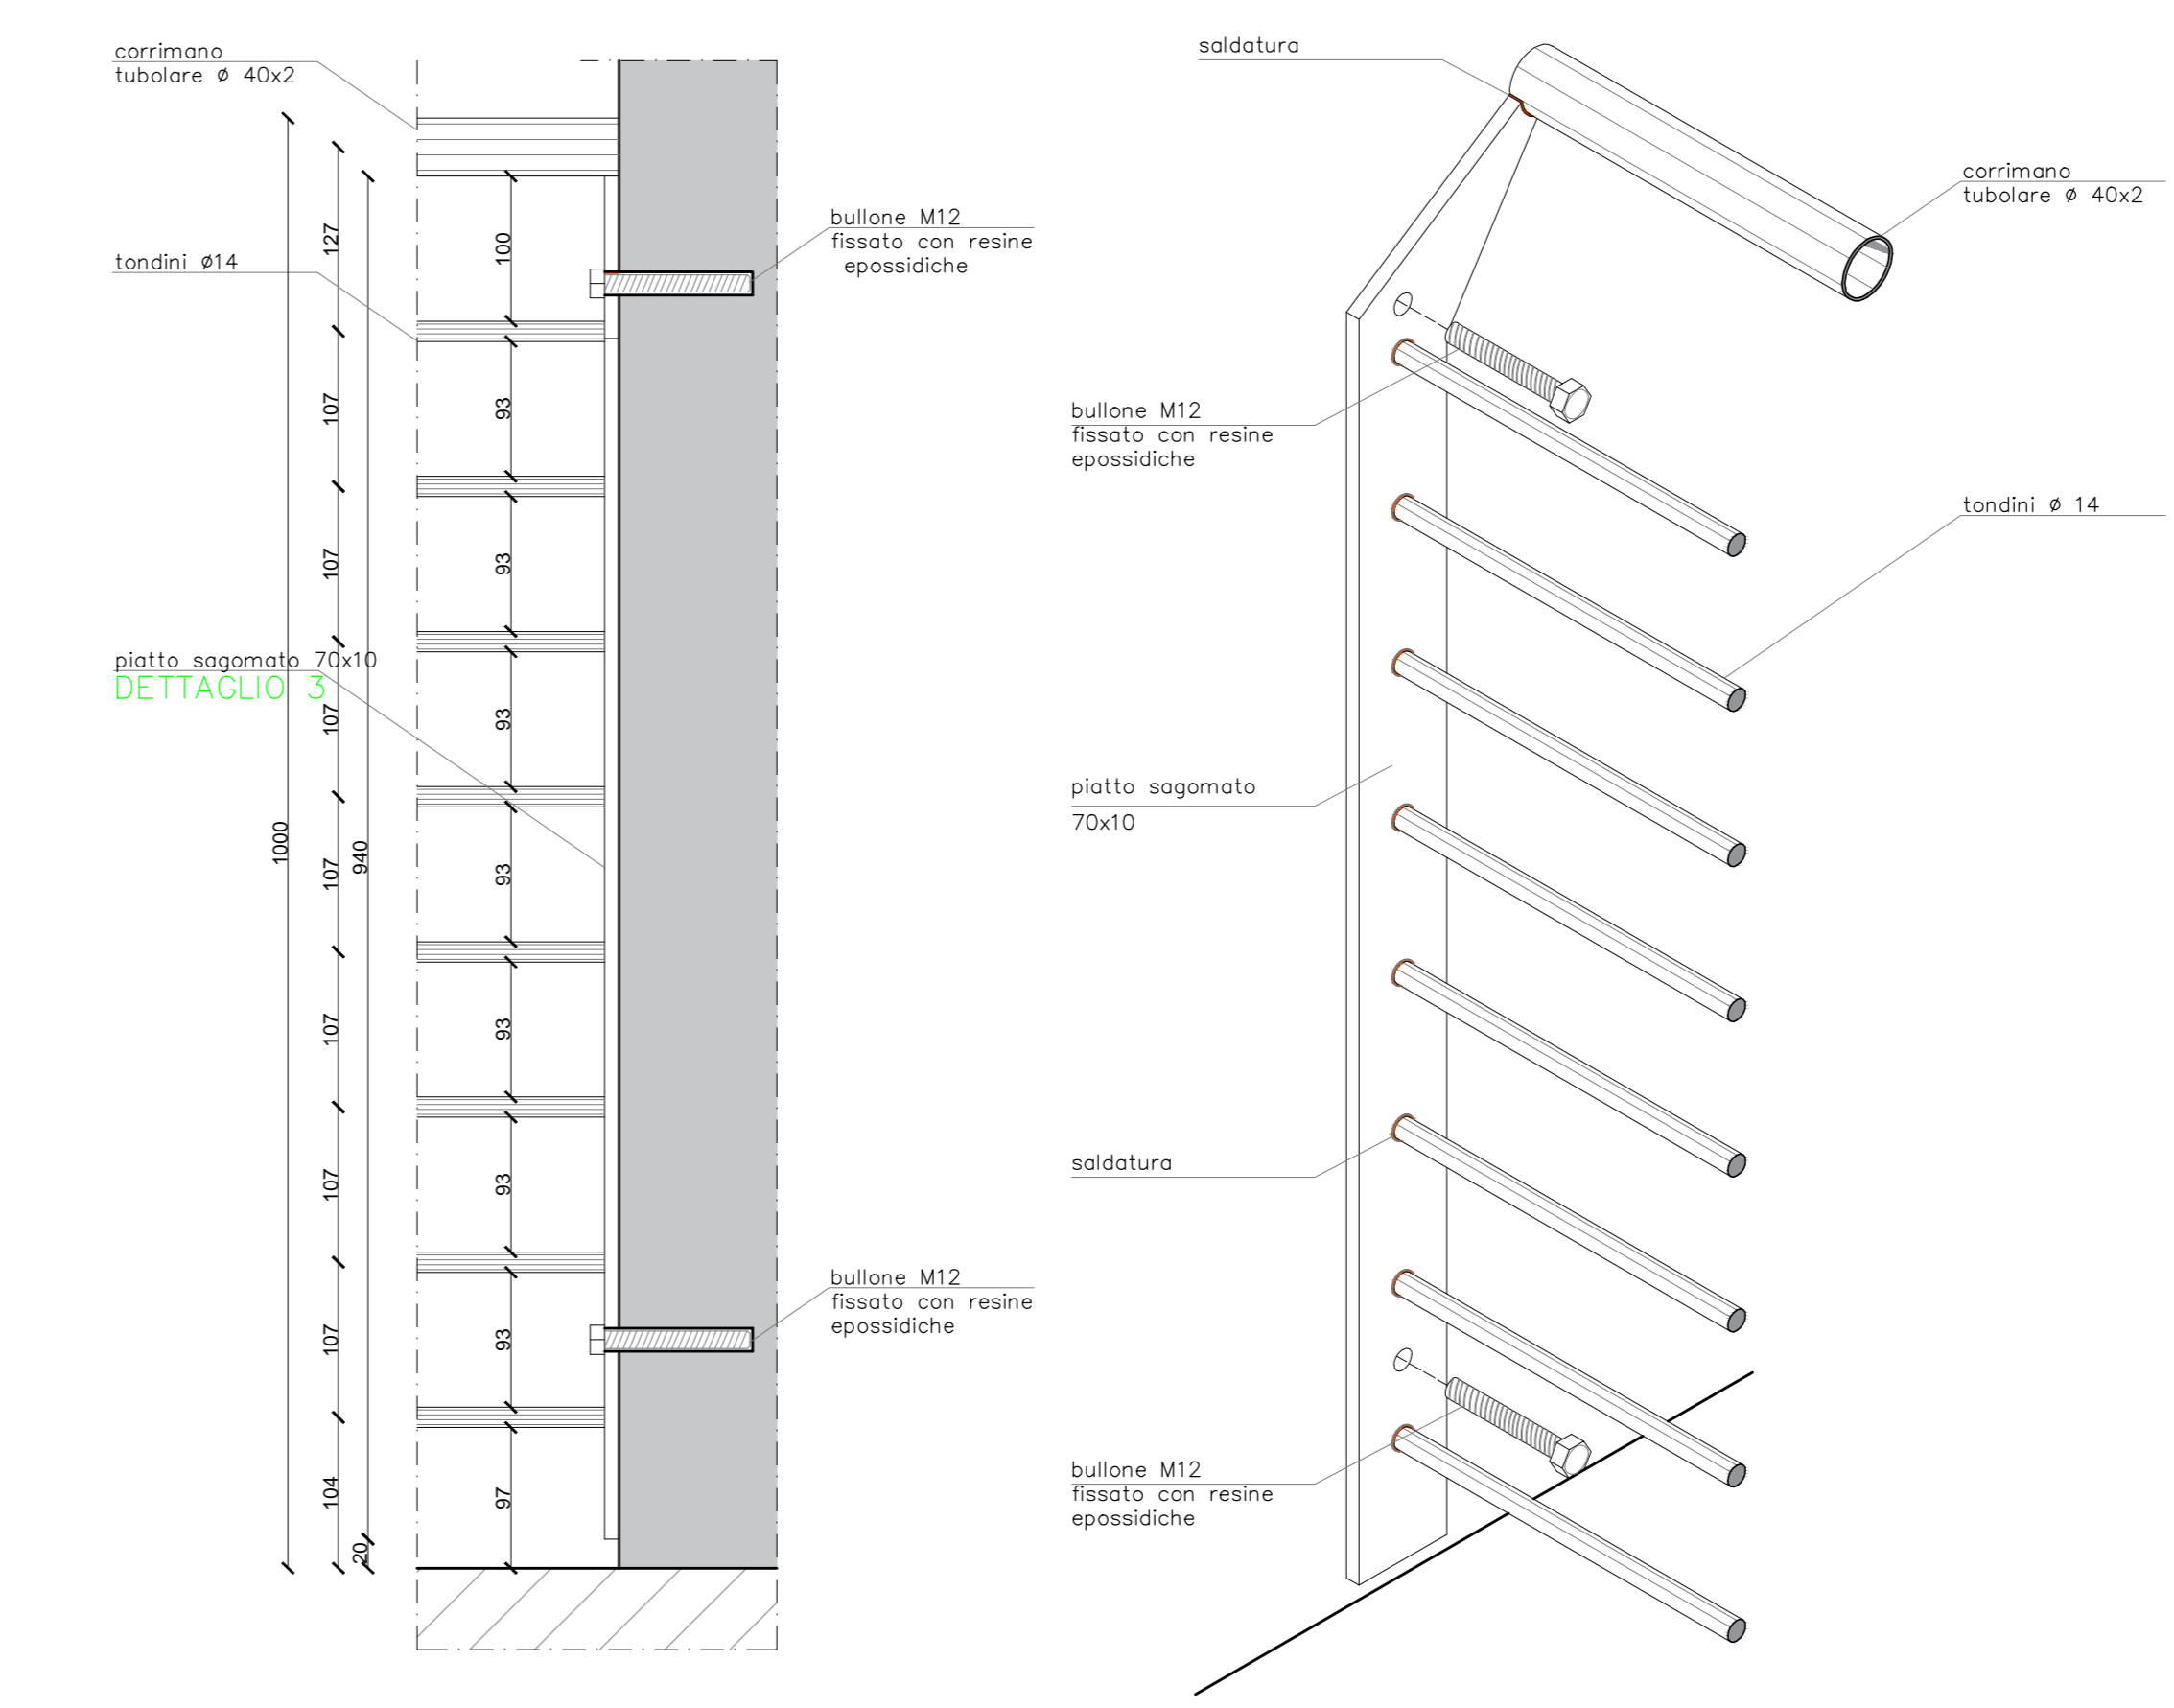 corrimano
tubolare ø 40x2
tondini ø14
piatto sagomato 70x10
DETTAGLIO 3
1000
127
107
107
107
107
107
107
107
104
940
20
100
93
93
93
93
93
93
93
97
bullone M12
fissato con resine
epossidiche
bullone M12
fissato con resine
epossidiche
saldatura
corrimano
tubolare ø 40x2
bullone M12
fissato con resine
epossidiche
tondini ø 14
piatto sagomato
70x10
saldatura
bullone M12
fissato con resine
epossidiche